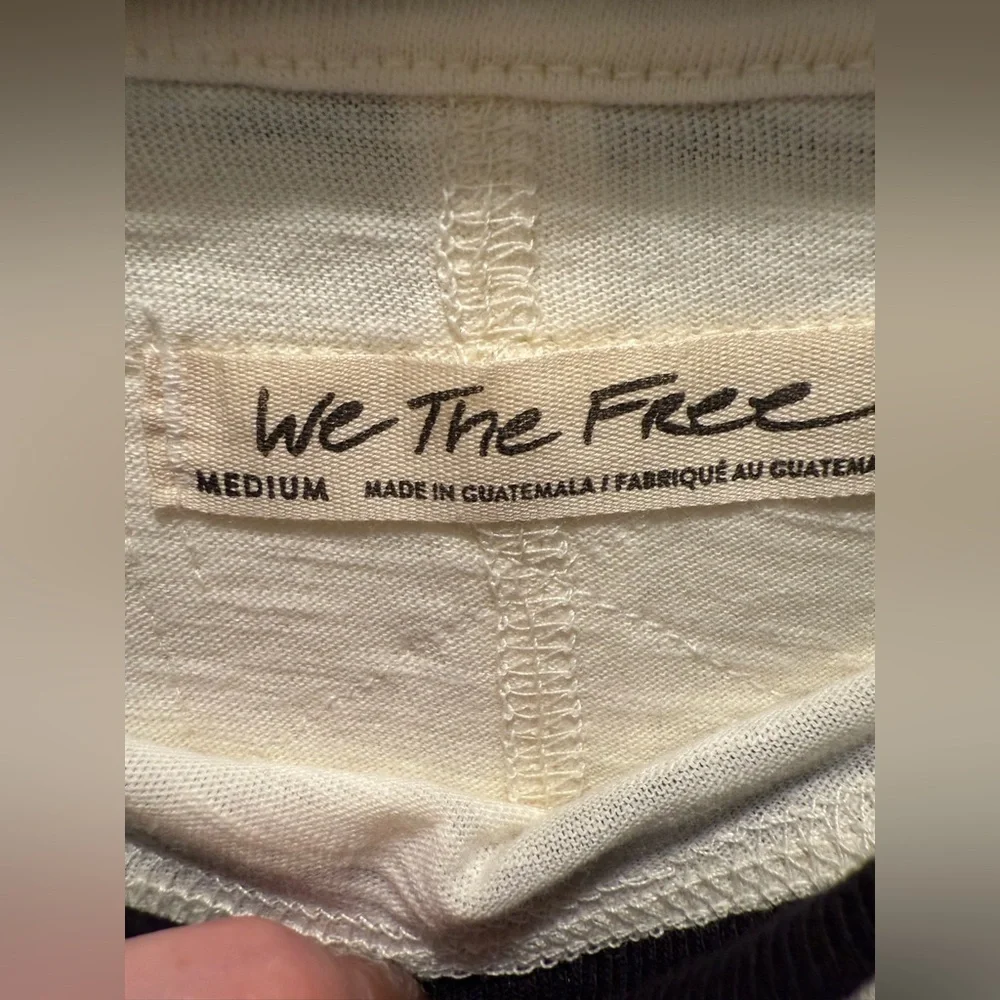 We The Free
MEDIUM MADE IN GUATEMALA / FABRIQUÉ AU GUATEMA